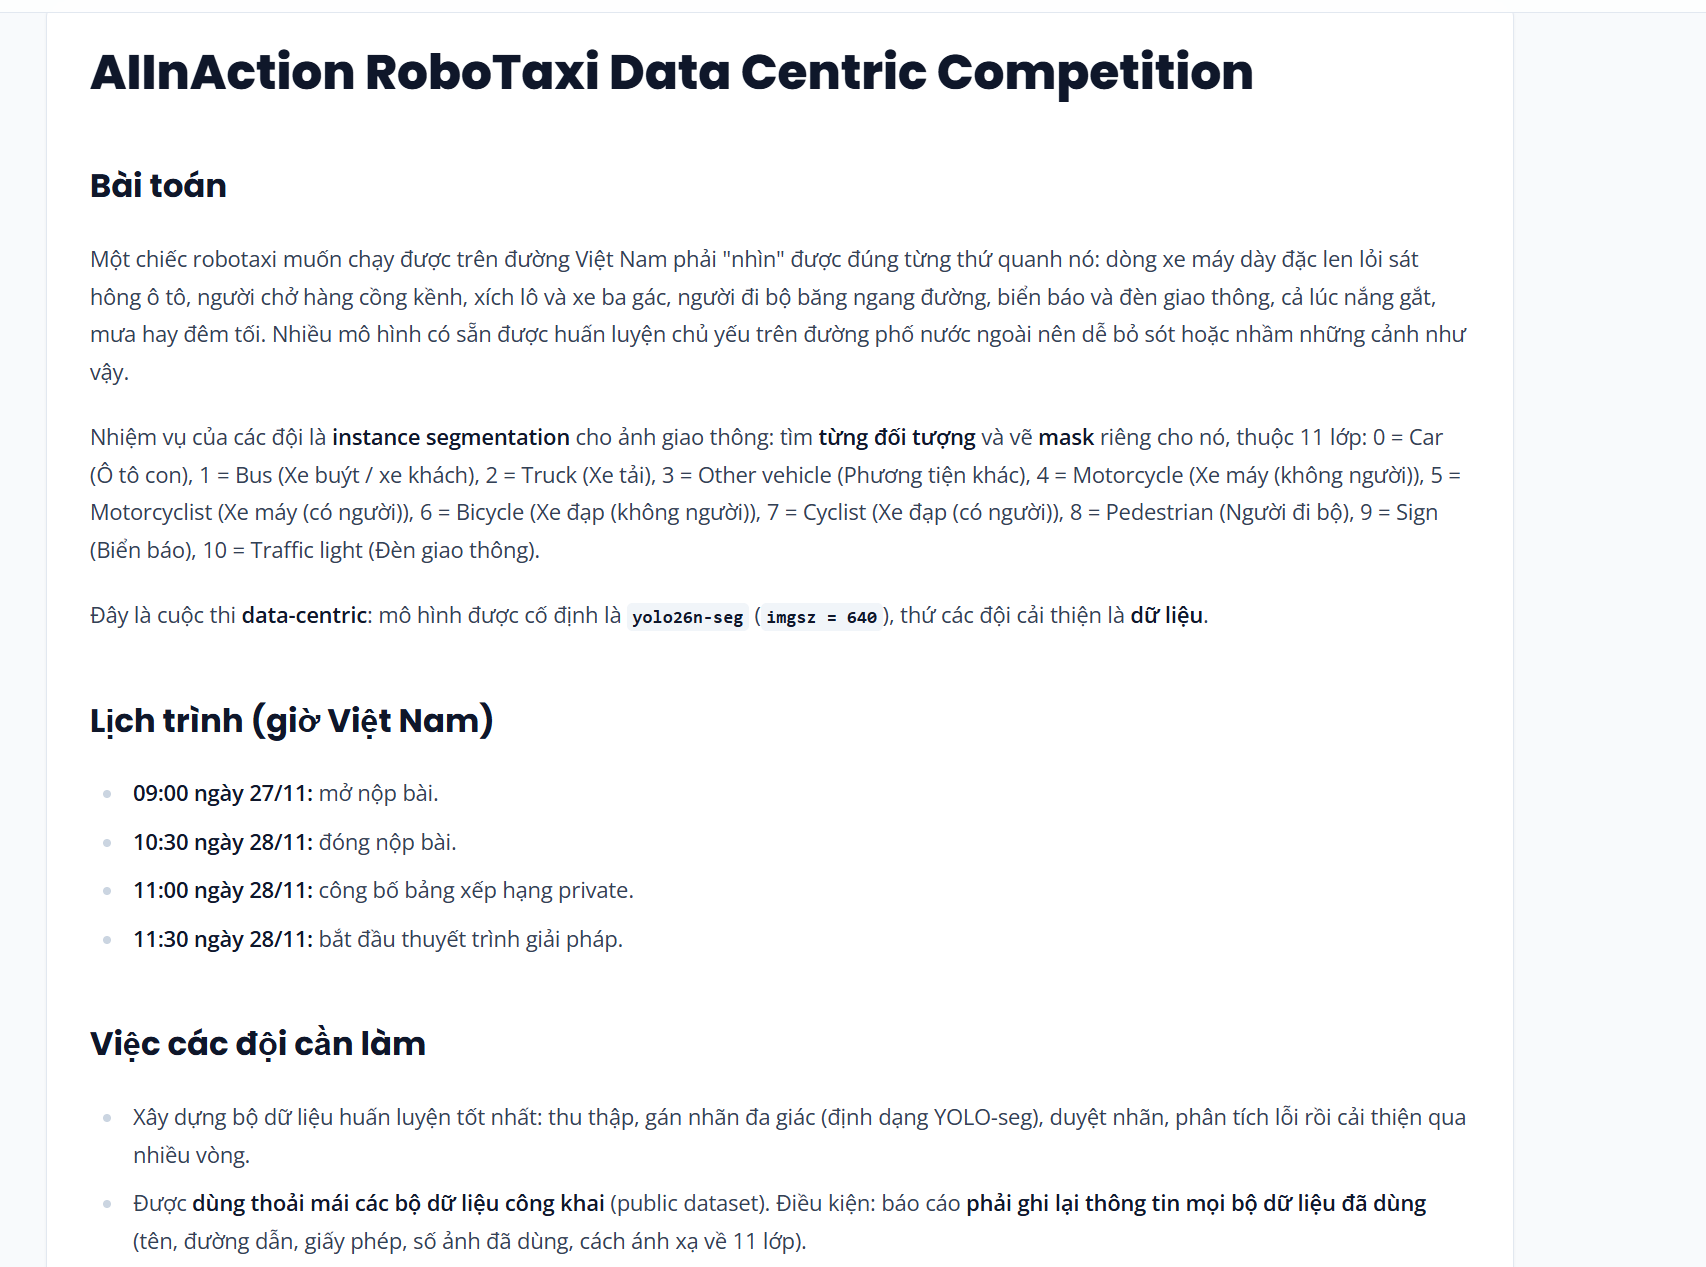 AIInAction RoboTaxi Data Centric Competition
Bài toán
Một chiếc robotaxi muốn chạy được trên đường Việt Nam phải "nhìn" được đúng từng thứ quanh nó: dòng xe máy dày đặc len lỏi sát
hông ô tô, người chở hàng cồng kềnh, xích lô và xe ba gác, người đi bộ băng ngang đường, biển báo và đèn giao thông, cả lúc nắng gắt,
mưa hay đêm tối. Nhiều mô hình có sẵn được huấn luyện chủ yếu trên đường phố nước ngoài nên dễ bỏ sót hoặc nhầm những cảnh như
vậy.
Nhiệm vụ của các đội là instance segmentation cho ảnh giao thông: tìm từng đối tượng và vẽ mask riêng cho nó, thuộc 11 lớp: 0 = Car
(Ô tô con), 1 = Bus (Xe buýt / xe khách), 2 = Truck (Xe tải), 3 = Other vehicle (Phương tiện khác), 4 = Motorcycle (Xe máy (không người)), 5 =
Motorcyclist (Xe máy (có người)), 6 = Bicycle (Xe đạp (không người)), 7 = Cyclist (Xe đạp (có người)), 8 = Pedestrian (Người đi bộ), 9 = Sign
(Biển báo), 10 = Traffic light (Đèn giao thông).
Đây là cuộc thi data-centric: mô hình được cố định là yolo26n-seg (imgsz = 640), thứ các đội cải thiện là dữ liệu.
Lịch trình (giờ Việt Nam)
09:00 ngày 27/11: mở nộp bài.
10:30 ngày 28/11: đóng nộp bài.
11:00 ngày 28/11: công bố bảng xếp hạng private.
11:30 ngày 28/11: bắt đầu thuyết trình giải pháp.
Việc các đội cần làm
Xây dựng bộ dữ liệu huấn luyện tốt nhất: thu thập, gán nhãn đa giác (định dạng YOLO-seg), duyệt nhãn, phân tích lỗi rồi cải thiện qua
nhiều vòng.
Được dùng thoải mái các bộ dữ liệu công khai (public dataset). Điều kiện: báo cáo phải ghi lại thông tin mọi bộ dữ liệu đã dùng
(tên, đường dẫn, giấy phép, số ảnh đã dùng, cách ánh xạ về 11 lớp).